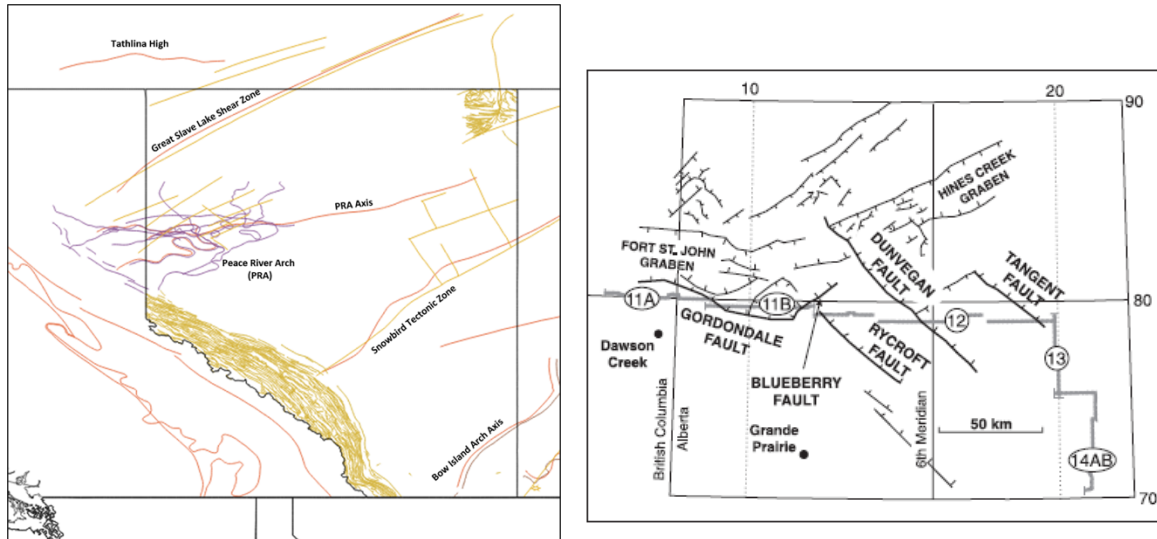 Tathlina High
Great Slave Lake Shear Zone
PRA Axis
Peace River Arch
(PRA)
Snowbird Tectonic Zone
Bow Island Arch Axis
10
20
90
HINES CREEK
GRABEN
FORT ST. JOHN
GRABEN
DUNVEGAN
FAULT
TANGENT
FAULT
11A
11B
80
12
GORDONDALE
FAULT
RYCROFT
FAULT
Dawson
Creek
13
BLUEBERRY
FAULT
British Columbia
Alberta
Grande
Prairie
6th Meridian
50 km
14AB
70